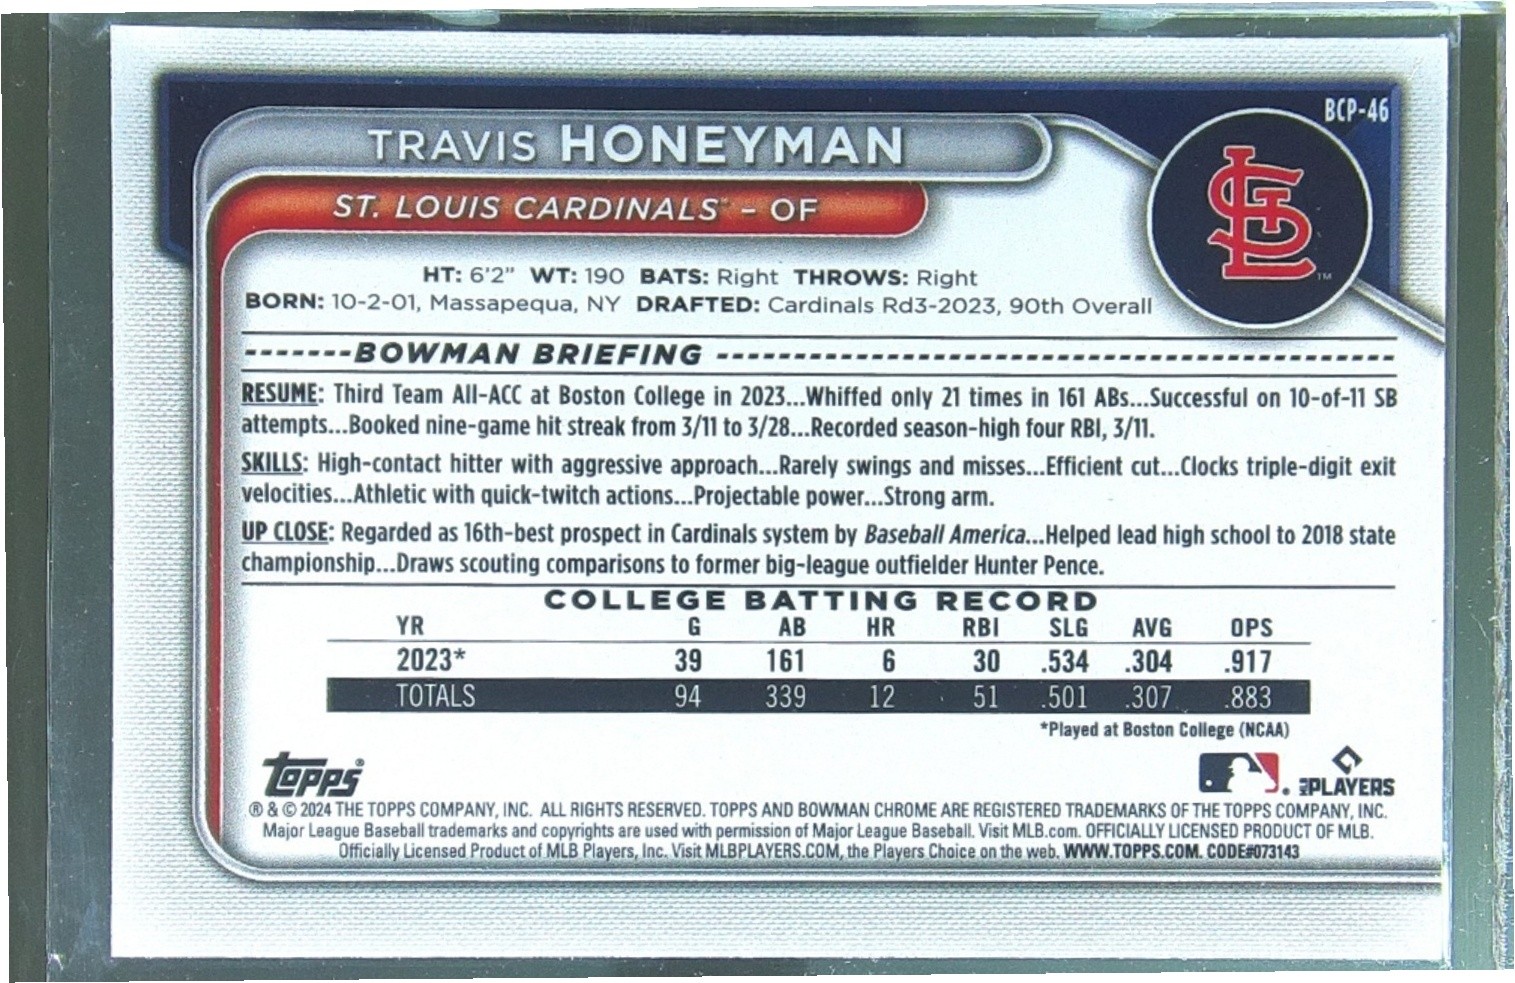 BCP-46
TRAVIS HONEYMAN
ST. LOUIS CARDINALS™ - OF
STL™
HT: 6'2" WT: 190 BATS: Right THROWS: Right
BORN: 10-2-01, Massapequa, NY DRAFTED: Cardinals Rd3-2023, 90th Overall
-------BOWMAN BRIEFING ------------------------------------------------
RESUME: Third Team All-ACC at Boston College in 2023...Whiffed only 21 times in 161 ABs...Successful on 10-of-11 SB
attempts...Booked nine-game hit streak from 3/11 to 3/28...Recorded season-high four RBI, 3/11.
SKILLS: High-contact hitter with aggressive approach...Rarely swings and misses...Efficient cut...Clocks triple-digit exit
velocities...Athletic with quick-twitch actions...Projectable power...Strong arm.
UP CLOSE: Regarded as 16th-best prospect in Cardinals system by Baseball America...Helped lead high school to 2018 state
championship...Draws scouting comparisons to former big-league outfielder Hunter Pence.
COLLEGE BATTING RECORD
YR G AB HR RBI SLG AVG OPS
2023* 39 161 6 30 .534 .304 .917
TOTALS 94 339 12 51 .501 .307 .883
*Played at Boston College (NCAA)
topps®
MLB PLAYERS
® & © 2024 THE TOPPS COMPANY, INC. ALL RIGHTS RESERVED. TOPPS AND BOWMAN CHROME ARE REGISTERED TRADEMARKS OF THE TOPPS COMPANY, INC.
Major League Baseball trademarks and copyrights are used with permission of Major League Baseball. Visit MLB.com. OFFICIALLY LICENSED PRODUCT OF MLB.
Officially Licensed Product of MLB Players, Inc. Visit MLBPLAYERS.COM, the Players Choice on the web. WWW.TOPPS.COM. CODE#073143